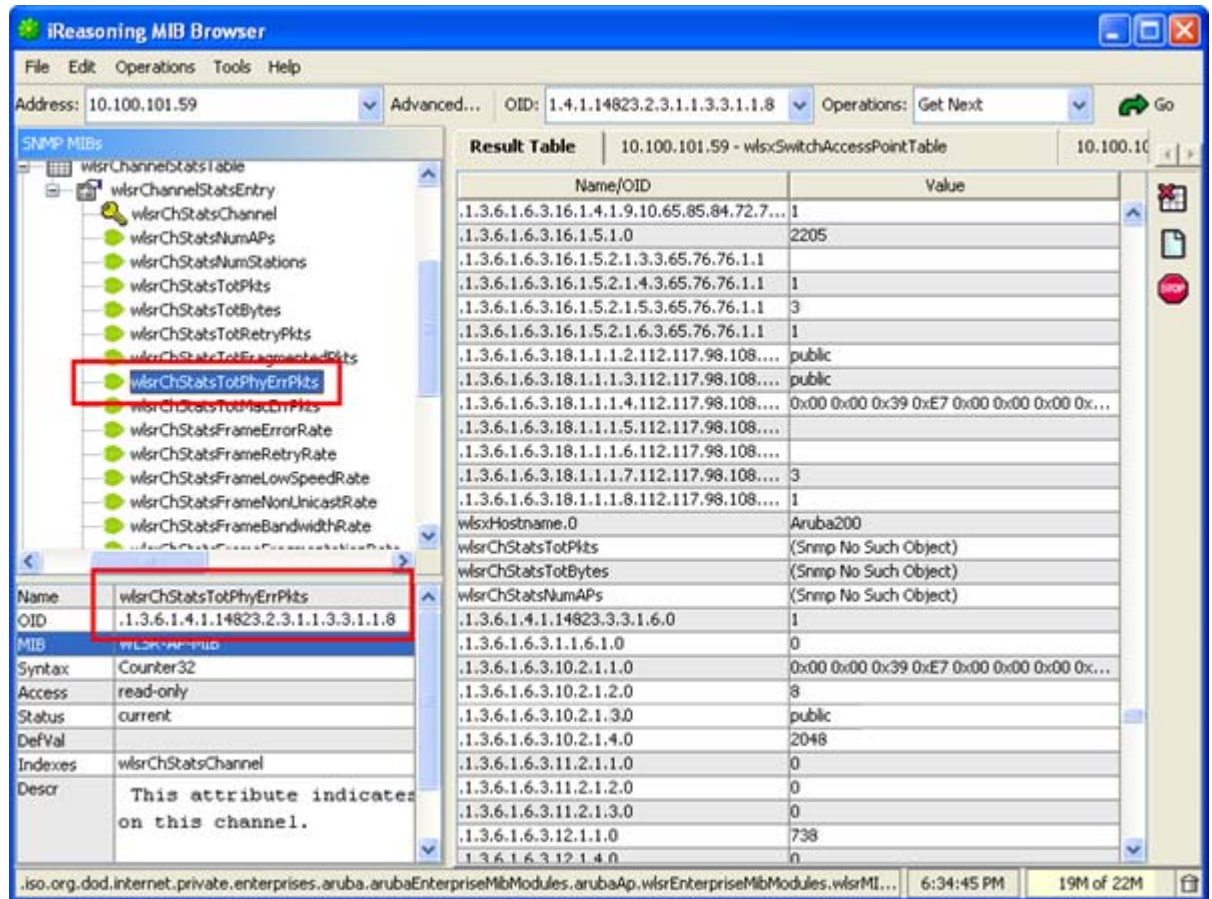 iReasoning MIB Browser
File Edit Operations Tools Help
Address: 10.100.101.59 Advanced... OID: 1.4.1.14823.2.3.1.1.3.3.1.1.8 Operations: Get Next Go
SNMP MIBs
wlsrChannelStatsTable
wlsrChannelStatsEntry
wlsrChStatsChannel
wlsrChStatsNumAPs
wlsrChStatsNumStations
wlsrChStatsTotPkts
wlsrChStatsTotBytes
wlsrChStatsTotRetryPkts
wlsrChStatsTotFragmentedPkts
wlsrChStatsTotPhyErrPkts
wlsrChStatsTotMacErrPkts
wlsrChStatsFrameErrorRate
wlsrChStatsFrameRetryRate
wlsrChStatsFrameLowSpeedRate
wlsrChStatsFrameNonUnicastRate
wlsrChStatsFrameBandwidthRate
Name wlsrChStatsTotPhyErrPkts
OID .1.3.6.1.4.1.14823.2.3.1.1.3.3.1.1.8
MIB WLSR-AP-MIB
Syntax Counter32
Access read-only
Status current
DefVal
Indexes wlsrChStatsChannel
Descr This attribute indicates
on this channel.
Result Table 10.100.101.59 - wlsxSwitchAccessPointTable 10.100.10
Name/OID Value
.1.3.6.1.6.3.16.1.4.1.9.10.65.85.84.72.7... 1
.1.3.6.1.6.3.16.1.5.1.0 2205
.1.3.6.1.6.3.16.1.5.2.1.3.3.65.76.76.1.1
.1.3.6.1.6.3.16.1.5.2.1.4.3.65.76.76.1.1 1
.1.3.6.1.6.3.16.1.5.2.1.5.3.65.76.76.1.1 3
.1.3.6.1.6.3.16.1.5.2.1.6.3.65.76.76.1.1 1
.1.3.6.1.6.3.18.1.1.1.2.112.117.98.108.... public
.1.3.6.1.6.3.18.1.1.1.3.112.117.98.108.... public
.1.3.6.1.6.3.18.1.1.1.4.112.117.98.108.... 0x00 0x00 0x39 0xE7 0x00 0x00 0x00 0x...
.1.3.6.1.6.3.18.1.1.1.5.112.117.98.108....
.1.3.6.1.6.3.18.1.1.1.6.112.117.98.108....
.1.3.6.1.6.3.18.1.1.1.7.112.117.98.108.... 3
.1.3.6.1.6.3.18.1.1.1.8.112.117.98.108.... 1
wlsxHostname.0 Aruba200
wlsrChStatsTotPkts (Snmp No Such Object)
wlsrChStatsTotBytes (Snmp No Such Object)
wlsrChStatsNumAPs (Snmp No Such Object)
.1.3.6.1.4.1.14823.3.3.1.6.0 1
.1.3.6.1.6.3.1.1.6.1.0 0
.1.3.6.1.6.3.10.2.1.1.0 0x00 0x00 0x39 0xE7 0x00 0x00 0x00 0x...
.1.3.6.1.6.3.10.2.1.2.0 8
.1.3.6.1.6.3.10.2.1.3.0 public
.1.3.6.1.6.3.10.2.1.4.0 2048
.1.3.6.1.6.3.11.2.1.1.0 0
.1.3.6.1.6.3.11.2.1.2.0 0
.1.3.6.1.6.3.11.2.1.3.0 0
.1.3.6.1.6.3.12.1.1.0 738
.1.3.6.1.6.3.12.1.4.0 0
STOP
.iso.org.dod.internet.private.enterprises.aruba.arubaEnterpriseMibModules.arubaAp.wlsrEnterpriseMibModules.wlsrMI... 6:34:45 PM 19M of 22M